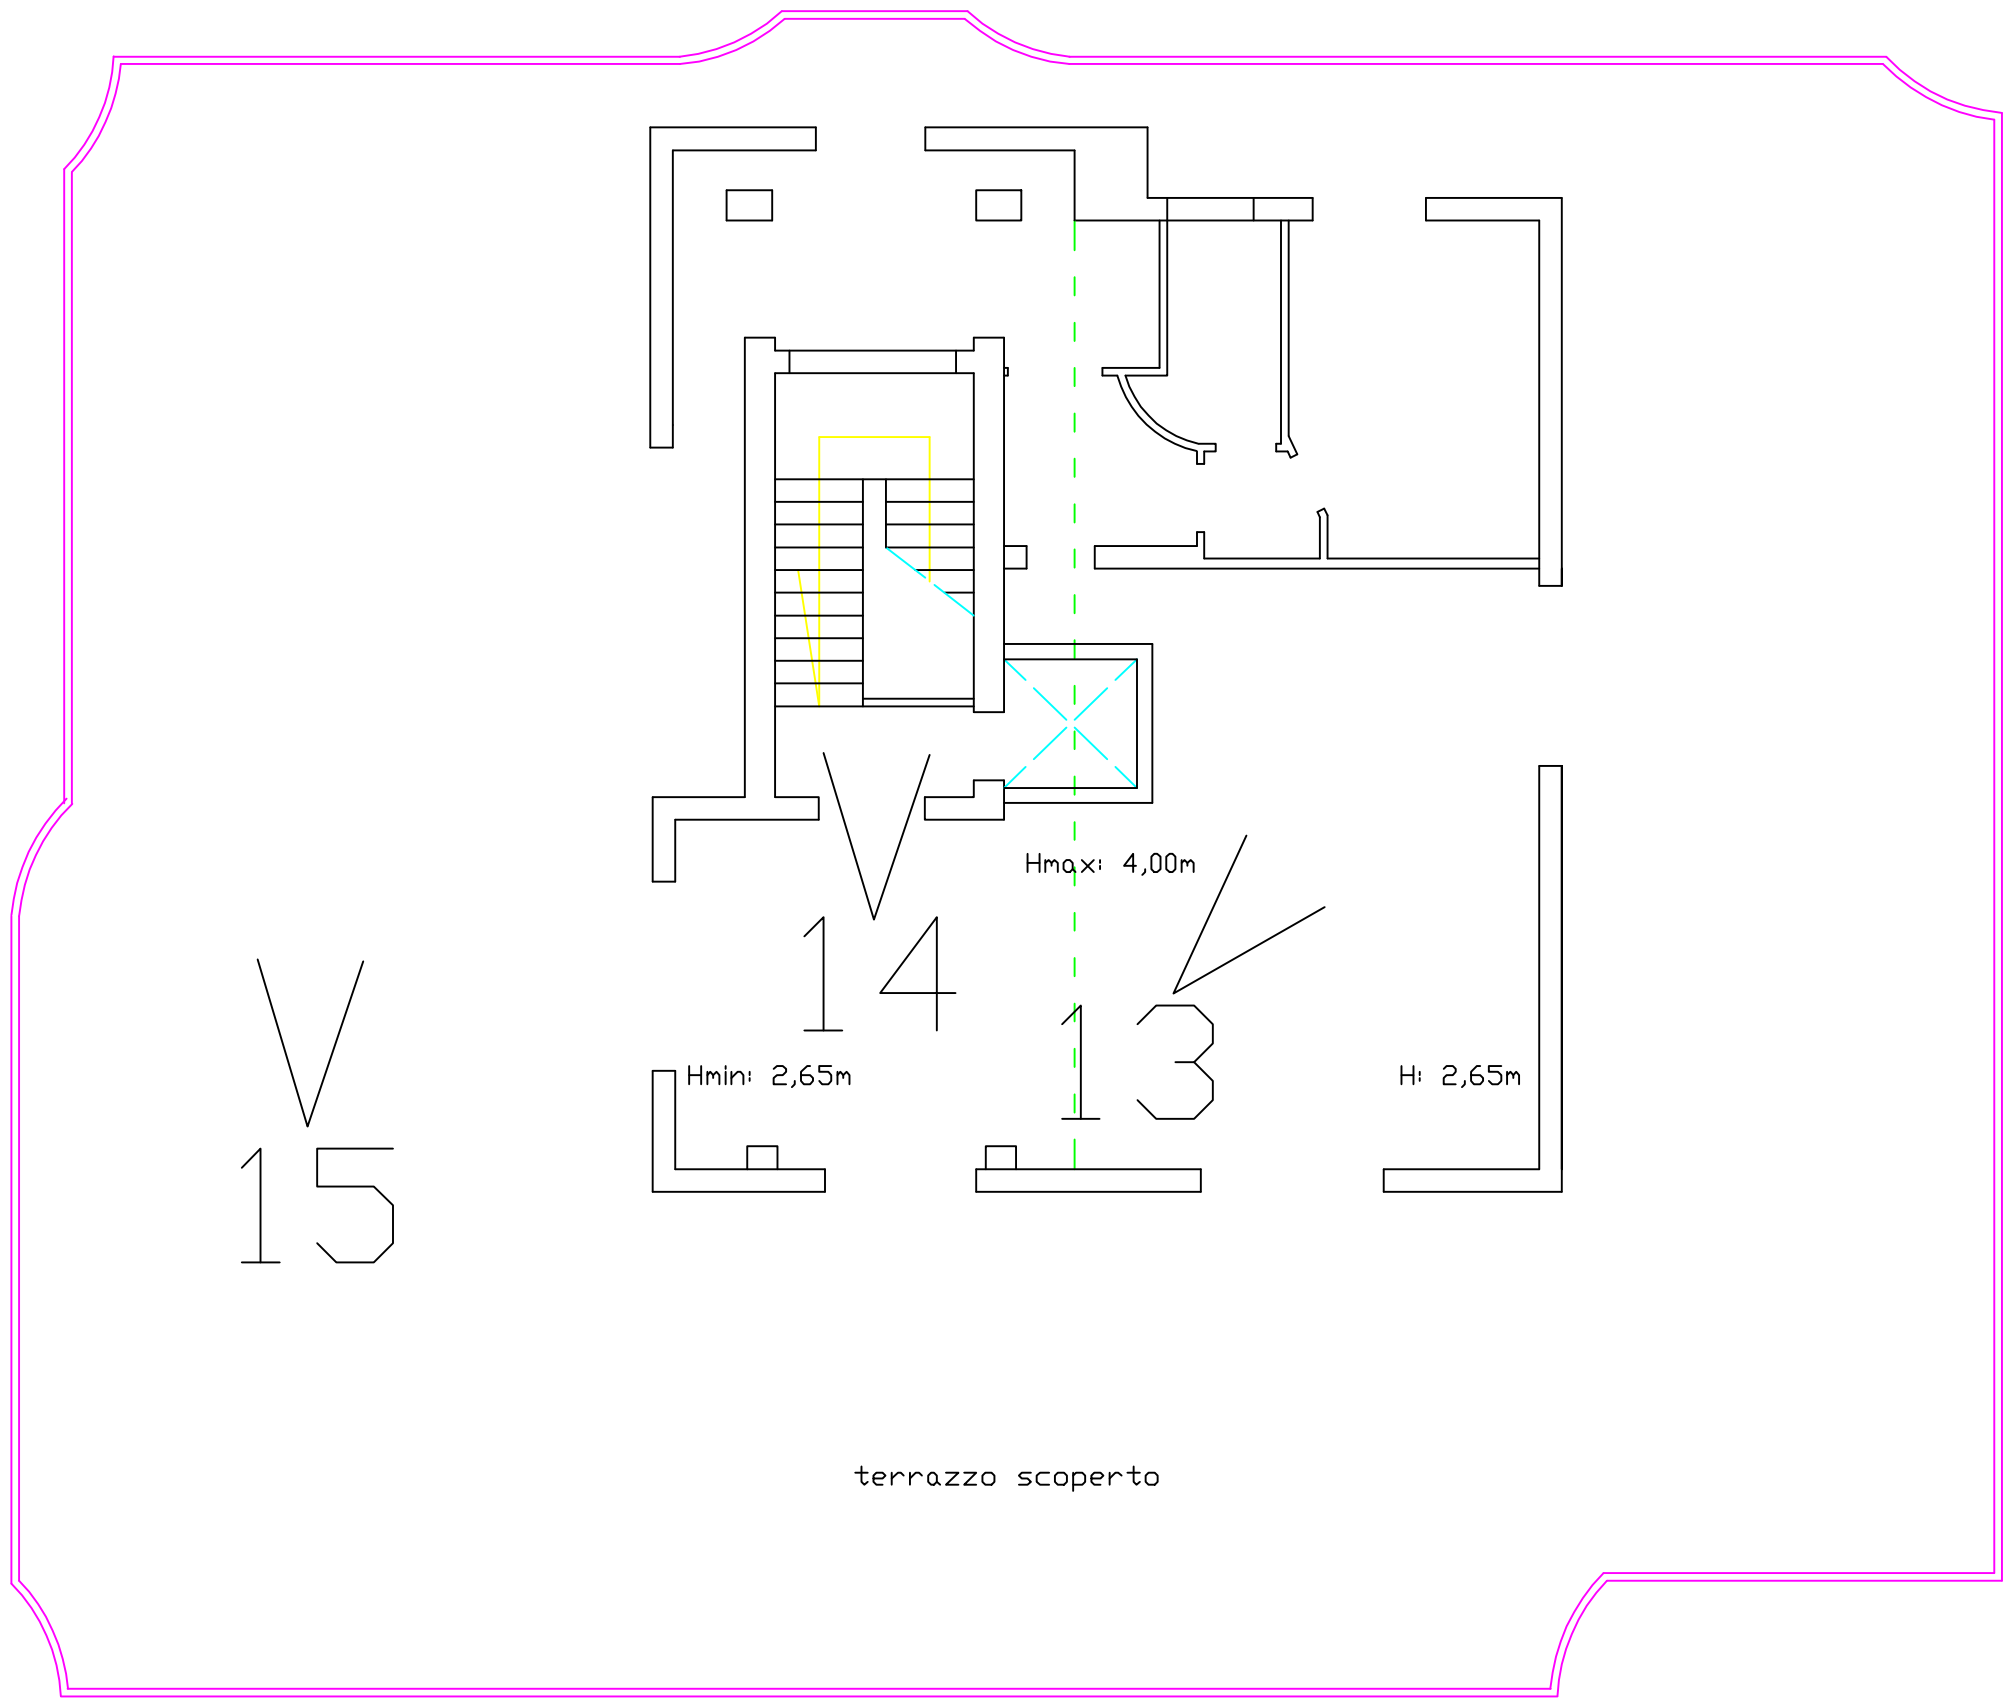 Hmax: 4,00m
14
13
Hmin: 2,65m
H: 2,65m
15
terrazzo scoperto